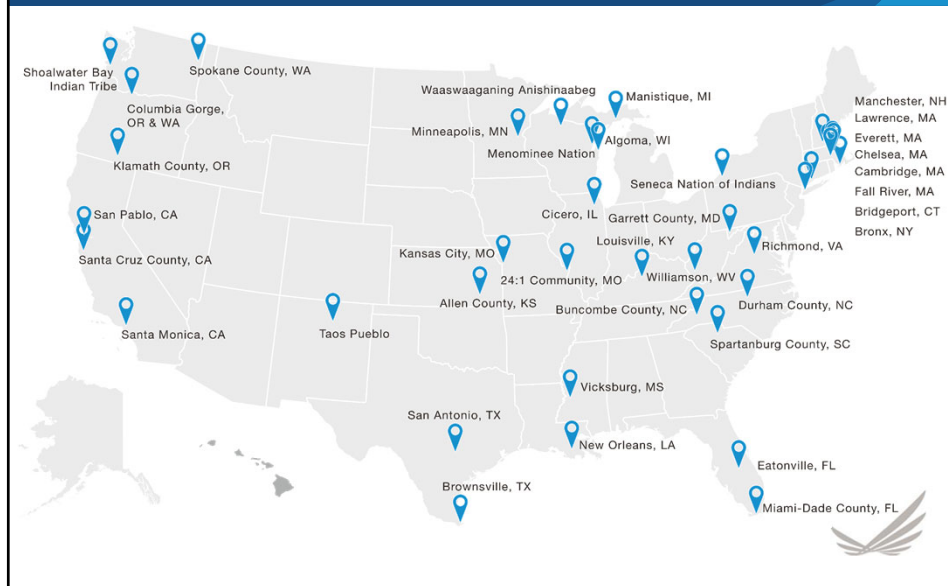 Shoalwater Bay
Indian Tribe
Spokane County, WA
Columbia Gorge,
OR & WA
Klamath County, OR
San Pablo, CA
Santa Cruz County, CA
Santa Monica, CA
Taos Pueblo
Waaswaaganing Anishinaabeg
Manistique, MI
Minneapolis, MN
Algoma, WI
Menominee Nation
Cicero, IL
Kansas City, MO
24:1 Community, MO
Allen County, KS
Louisville, KY
Seneca Nation of Indians
Garrett County, MD
Williamson, WV
Richmond, VA
Buncombe County, NC
Durham County, NC
Spartanburg County, SC
Manchester, NH
Lawrence, MA
Everett, MA
Chelsea, MA
Cambridge, MA
Fall River, MA
Bridgeport, CT
Bronx, NY
Vicksburg, MS
San Antonio, TX
New Orleans, LA
Brownsville, TX
Eatonville, FL
Miami-Dade County, FL